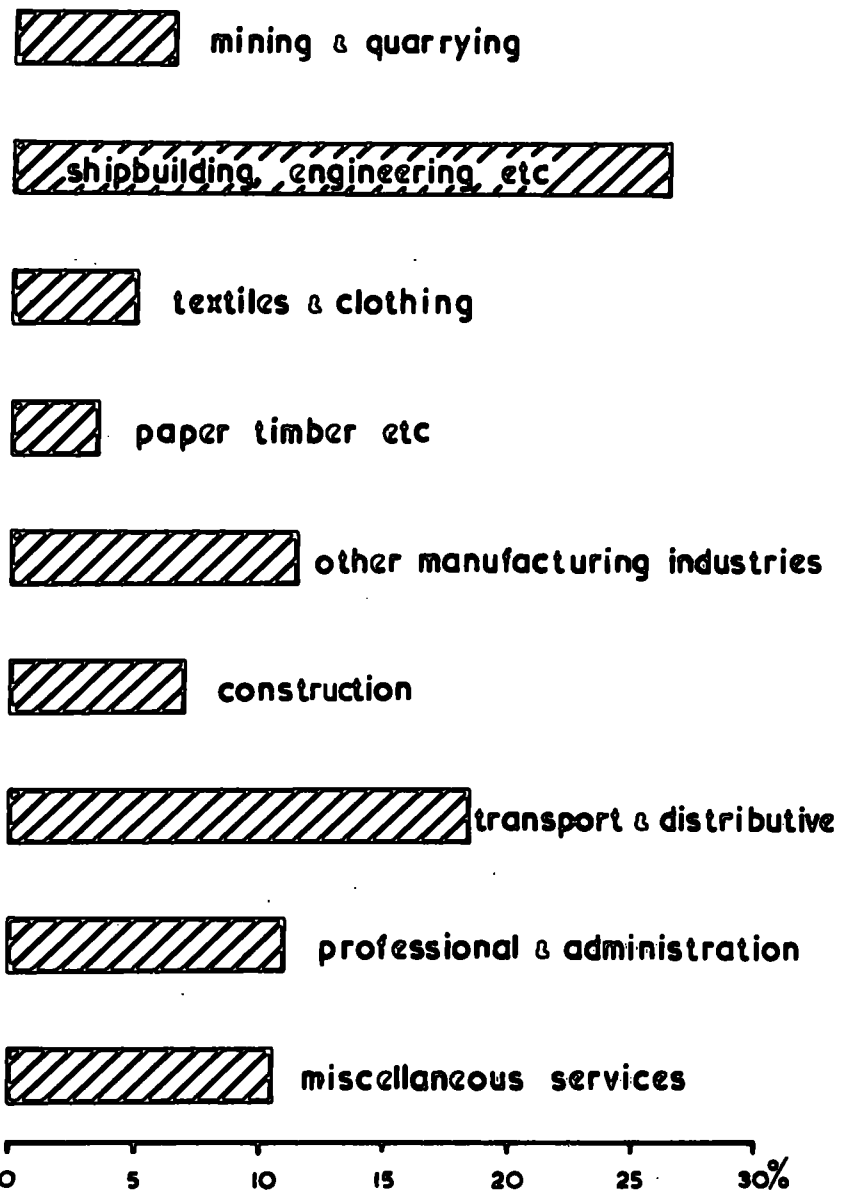 mining & quarrying
shipbuilding, engineering etc
textiles & clothing
paper timber etc
other manufacturing industries
construction
transport & distributive
professional & administration
miscellaneous services
0 5 10 15 20 25 30%